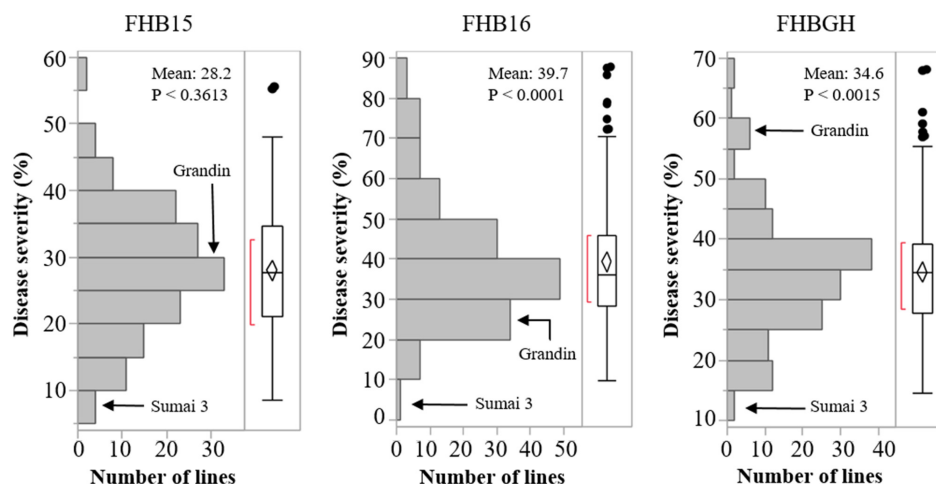 FHB15
FHB16
FHBGH
Disease severity (%)
60
50
40
30
20
10
Mean: 28.2
P < 0.3613
Grandin
Sumai 3
0 10 20 30
Number of lines
Disease severity (%)
90
80
70
60
50
40
30
20
10
0
Mean: 39.7
P < 0.0001
Grandin
Sumai 3
0 10 20 30 40 50
Number of lines
Disease severity (%)
70
60
50
40
30
20
10
Mean: 34.6
P < 0.0015
Grandin
Sumai 3
0 10 20 30 40
Number of lines